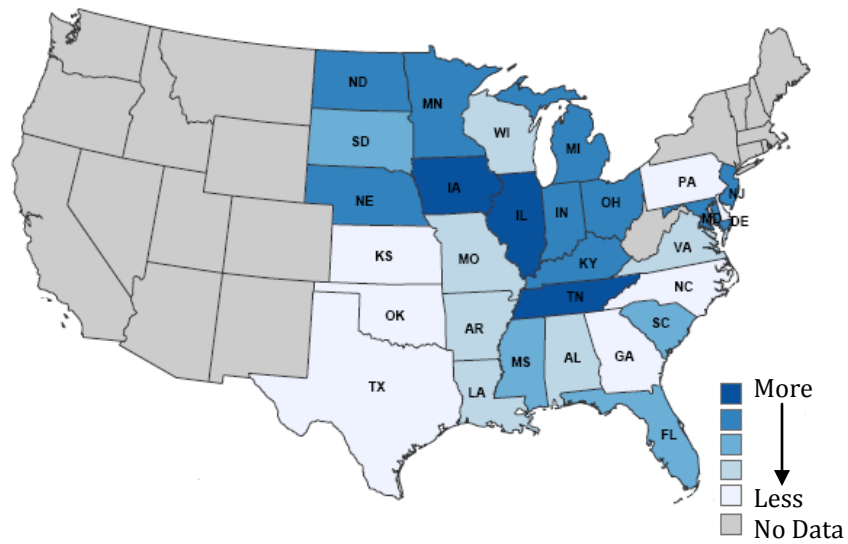 ND
MN
SD
WI
MI
NE
IA
IL
IN
OH
PA
NJ
MD
DE
KS
MO
KY
VA
OK
AR
TN
NC
SC
TX
LA
MS
AL
GA
FL
More
Less
No Data